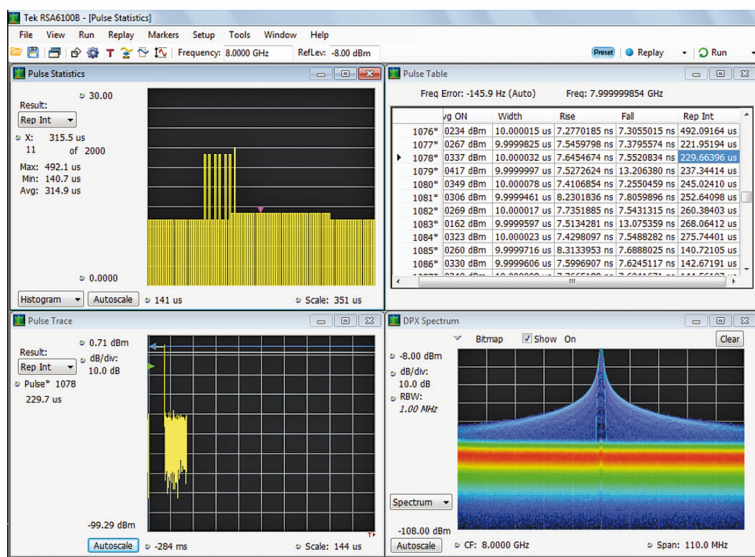 Tek RSA6100B - [Pulse Statistics]
File View Run Replay Markers Setup Tools Window Help
Frequency: 8.0000 GHz RefLev: -8.00 dBm Preset Replay Run
Pulse Statistics
Result:
Rep Int
X: 315.5 us
11 of 2000
Max: 492.1 us
Min: 140.7 us
Avg: 314.9 us
30.00
0.0000
Histogram Autoscale 141 us Scale: 351 us
Pulse Table
Freq Error: -145.9 Hz (Auto) Freq: 7.999999854 GHz
vg ON Width Rise Fall Rep Int
1076* 0234 dBm 10.000015 us 7.2770185 ns 7.3055015 ns 492.09164 us
1077* 0267 dBm 9.9999825 us 7.5459798 ns 7.3795574 ns 221.95194 us
1078* 0337 dBm 10.000032 us 7.6454674 ns 7.5520834 ns 229.66396 us
1079* 0417 dBm 9.9999997 us 7.5272624 ns 13.206380 ns 237.34414 us
1080* 0349 dBm 10.000078 us 7.4106854 ns 7.2550459 ns 245.02410 us
1081* 0306 dBm 9.9999461 us 8.2301836 ns 7.8059896 ns 252.64098 us
1082* 0269 dBm 10.000017 us 7.7351885 ns 7.5431315 ns 260.38403 us
1083* 0162 dBm 9.9999597 us 7.5134281 ns 13.075359 ns 268.06412 us
1084* 0323 dBm 10.000023 us 7.4298097 ns 7.5488282 ns 275.74401 us
1085* 0260 dBm 9.9999716 us 8.3133953 ns 7.6888025 ns 140.72105 us
1086* 0330 dBm 9.9999606 us 7.5996907 ns 7.6245117 ns 142.67191 us
Pulse Trace
Result:
Rep Int
Pulse* 1078
229.7 us
0.71 dBm
dB/div:
10.0 dB
-99.29 dBm
Autoscale -284 ms Scale: 144 us
DPX Spectrum
Bitmap Show On Clear
-8.00 dBm
dB/div:
10.0 dB
RBW:
1.00 MHz
Spectrum
-108.00 dBm
Autoscale CF: 8.0000 GHz Span: 110.0 MHz